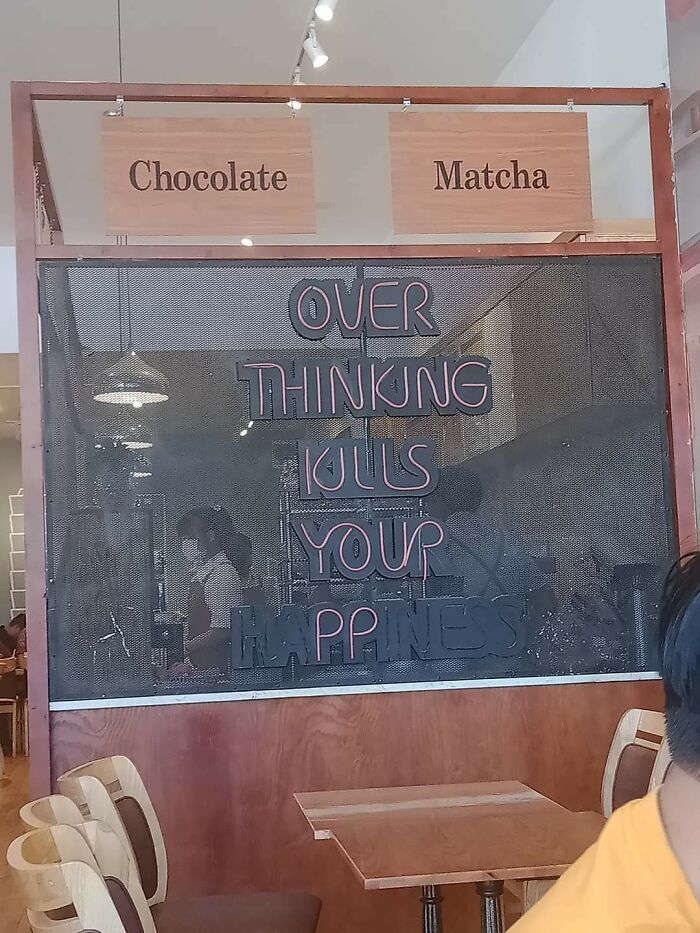 Chocolate
Matcha
OVER
THINKING
KILLS
YOUR
HAPPINESS